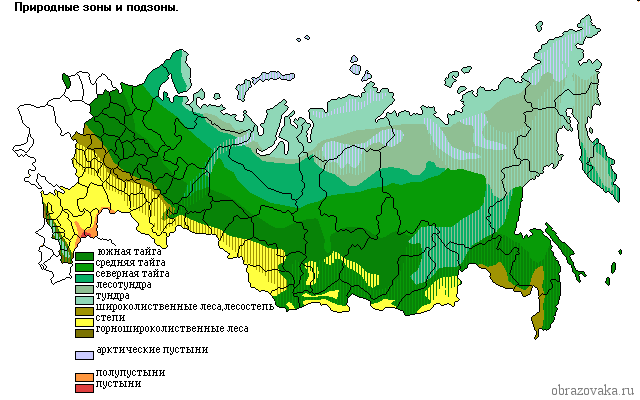 Природные зоны и подзоны.
южная тайга
средняя тайга
северная тайга
лесотундра
тундра
широколиственные леса,лесостепь
степи
горношироколиственные леса
арктические пустыни
полупустыни
пустыни
obrazovaka.ru